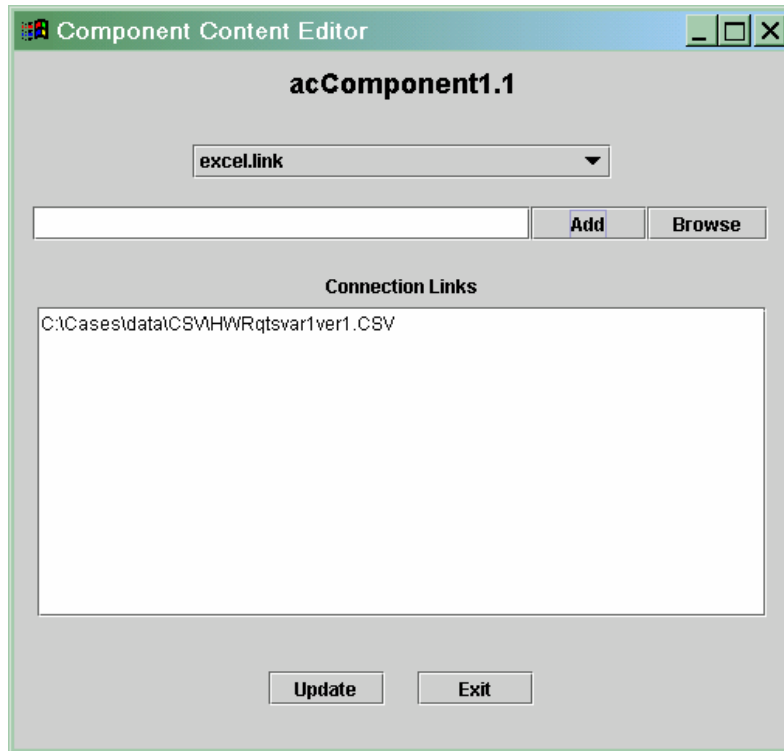 Component Content Editor
acComponent1.1
excel.link
Add Browse
Connection Links
C:\Cases\data\CSV\HWRqtsvar1ver1.CSV
Update Exit